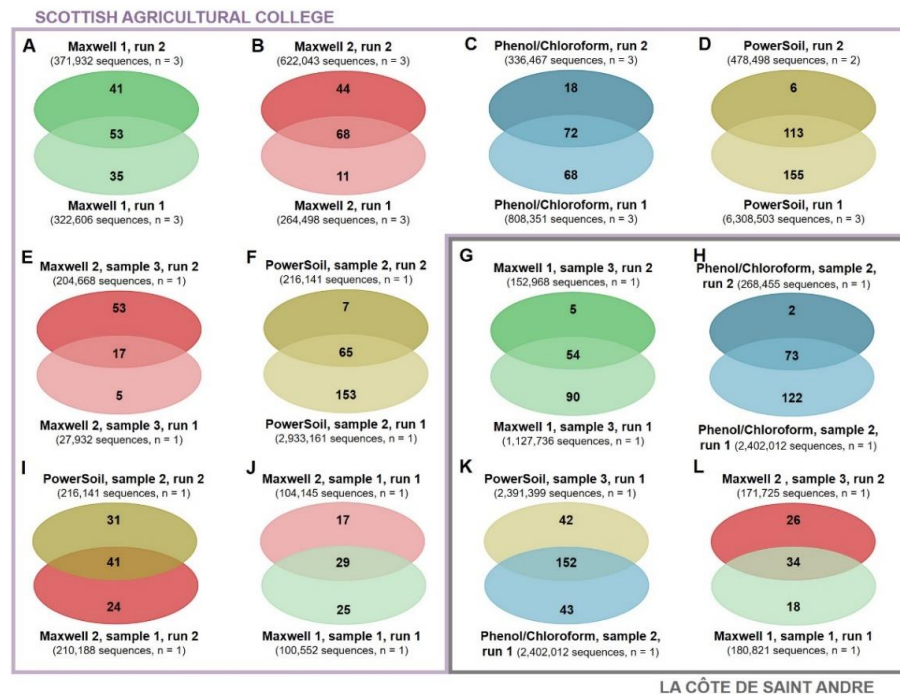 SCOTTISH AGRICULTURAL COLLEGE
A
Maxwell 1, run 2
(371,932 sequences, n = 3)
41
53
35
Maxwell 1, run 1
(322,606 sequences, n = 3)
B
Maxwell 2, run 2
(622,043 sequences, n = 3)
44
68
11
Maxwell 2, run 1
(264,498 sequences, n = 3)
C
Phenol/Chloroform, run 2
(336,467 sequences, n = 3)
18
72
68
Phenol/Chloroform, run 1
(808,351 sequences, n = 3)
D
PowerSoil, run 2
(478,498 sequences, n = 2)
6
113
155
PowerSoil, run 1
(6,308,503 sequences, n = 3)
E
Maxwell 2, sample 3, run 2
(204,668 sequences, n = 1)
53
17
5
Maxwell 2, sample 3, run 1
(27,932 sequences, n = 1)
F
PowerSoil, sample 2, run 2
(216,141 sequences, n = 1)
7
65
153
PowerSoil, sample 2, run 1
(2,933,161 sequences, n = 1)
G
Maxwell 1, sample 3, run 2
(152,968 sequences, n = 1)
5
54
90
Maxwell 1, sample 3, run 1
(1,127,736 sequences, n = 1)
H
Phenol/Chloroform, sample 2,
run 2 (268,455 sequences, n = 1)
2
73
122
Phenol/Chloroform, sample 2,
run 1 (2,402,012 sequences, n = 1)
I
PowerSoil, sample 2, run 2
(216,141 sequences, n = 1)
31
41
24
Maxwell 2, sample 1, run 2
(210,188 sequences, n = 1)
J
Maxwell 2, sample 1, run 1
(104,145 sequences, n = 1)
17
29
25
Maxwell 1, sample 1, run 1
(100,552 sequences, n = 1)
K
PowerSoil, sample 3, run 1
(2,391,399 sequences, n = 1)
42
152
43
Phenol/Chloroform, sample 2,
run 1 (2,402,012 sequences, n = 1)
L
Maxwell 2 , sample 3, run 2
(171,725 sequences, n = 1)
26
34
18
Maxwell 1, sample 1, run 1
(180,821 sequences, n = 1)
LA CÔTE DE SAINT ANDRE